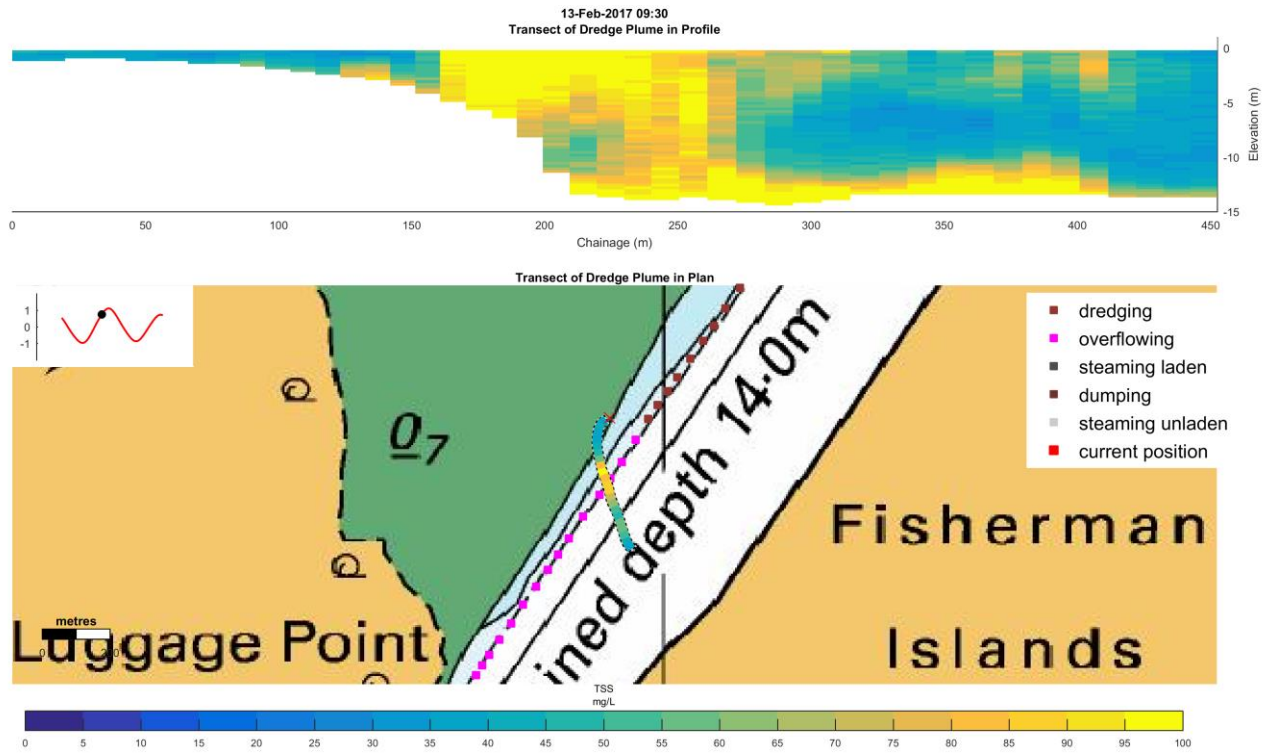 13-Feb-2017 09:30
Transect of Dredge Plume in Profile
0
-5
-10
-15
Elevation (m)
0 50 100 150 200 250 300 350 400 450
Chainage (m)
Transect of Dredge Plume in Plan
1
0
-1
dredging
overflowing
steaming laden
dumping
steaming unladen
current position
0 7
ined depth 14·0m
Fisherman
Islands
metres
Luggage Point
TSS
mg/L
0 5 10 15 20 25 30 35 40 45 50 55 60 65 70 75 80 85 90 95 100